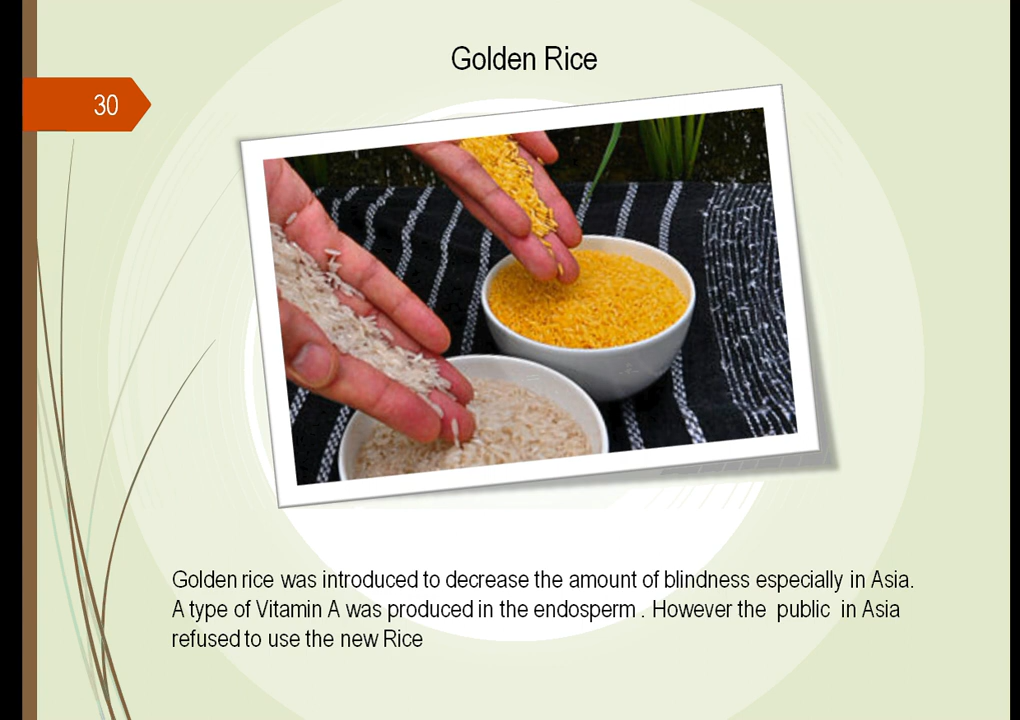 Golden Rice
30
Golden rice was introduced to decrease the amount of blindness especially in Asia.
A type of Vitamin A was produced in the endosperm . However the public in Asia
refused to use the new Rice